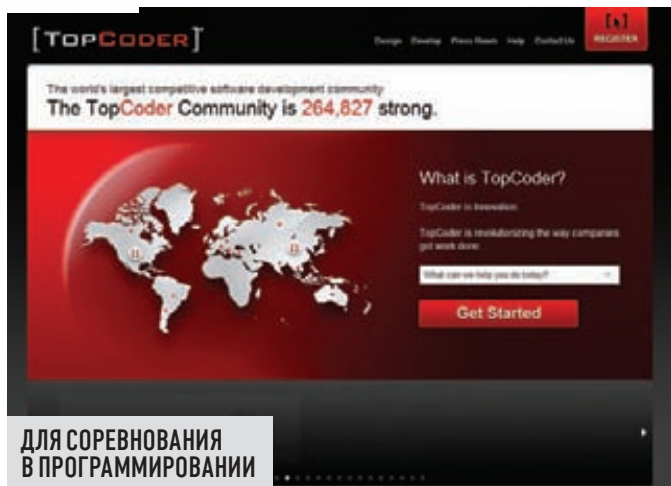 [TOPCODER]
Design Develop Press Room Help Contact Us
REGISTER
The world's largest competitive software development community
The TopCoder Community is 264,827 strong.
What is TopCoder?
TopCoder is Innovation.
TopCoder is revolutionizing the way companies
get work done.
What can we help you do today?
Get Started
ДЛЯ СОРЕВНОВАНИЯ
В ПРОГРАММИРОВАНИИ